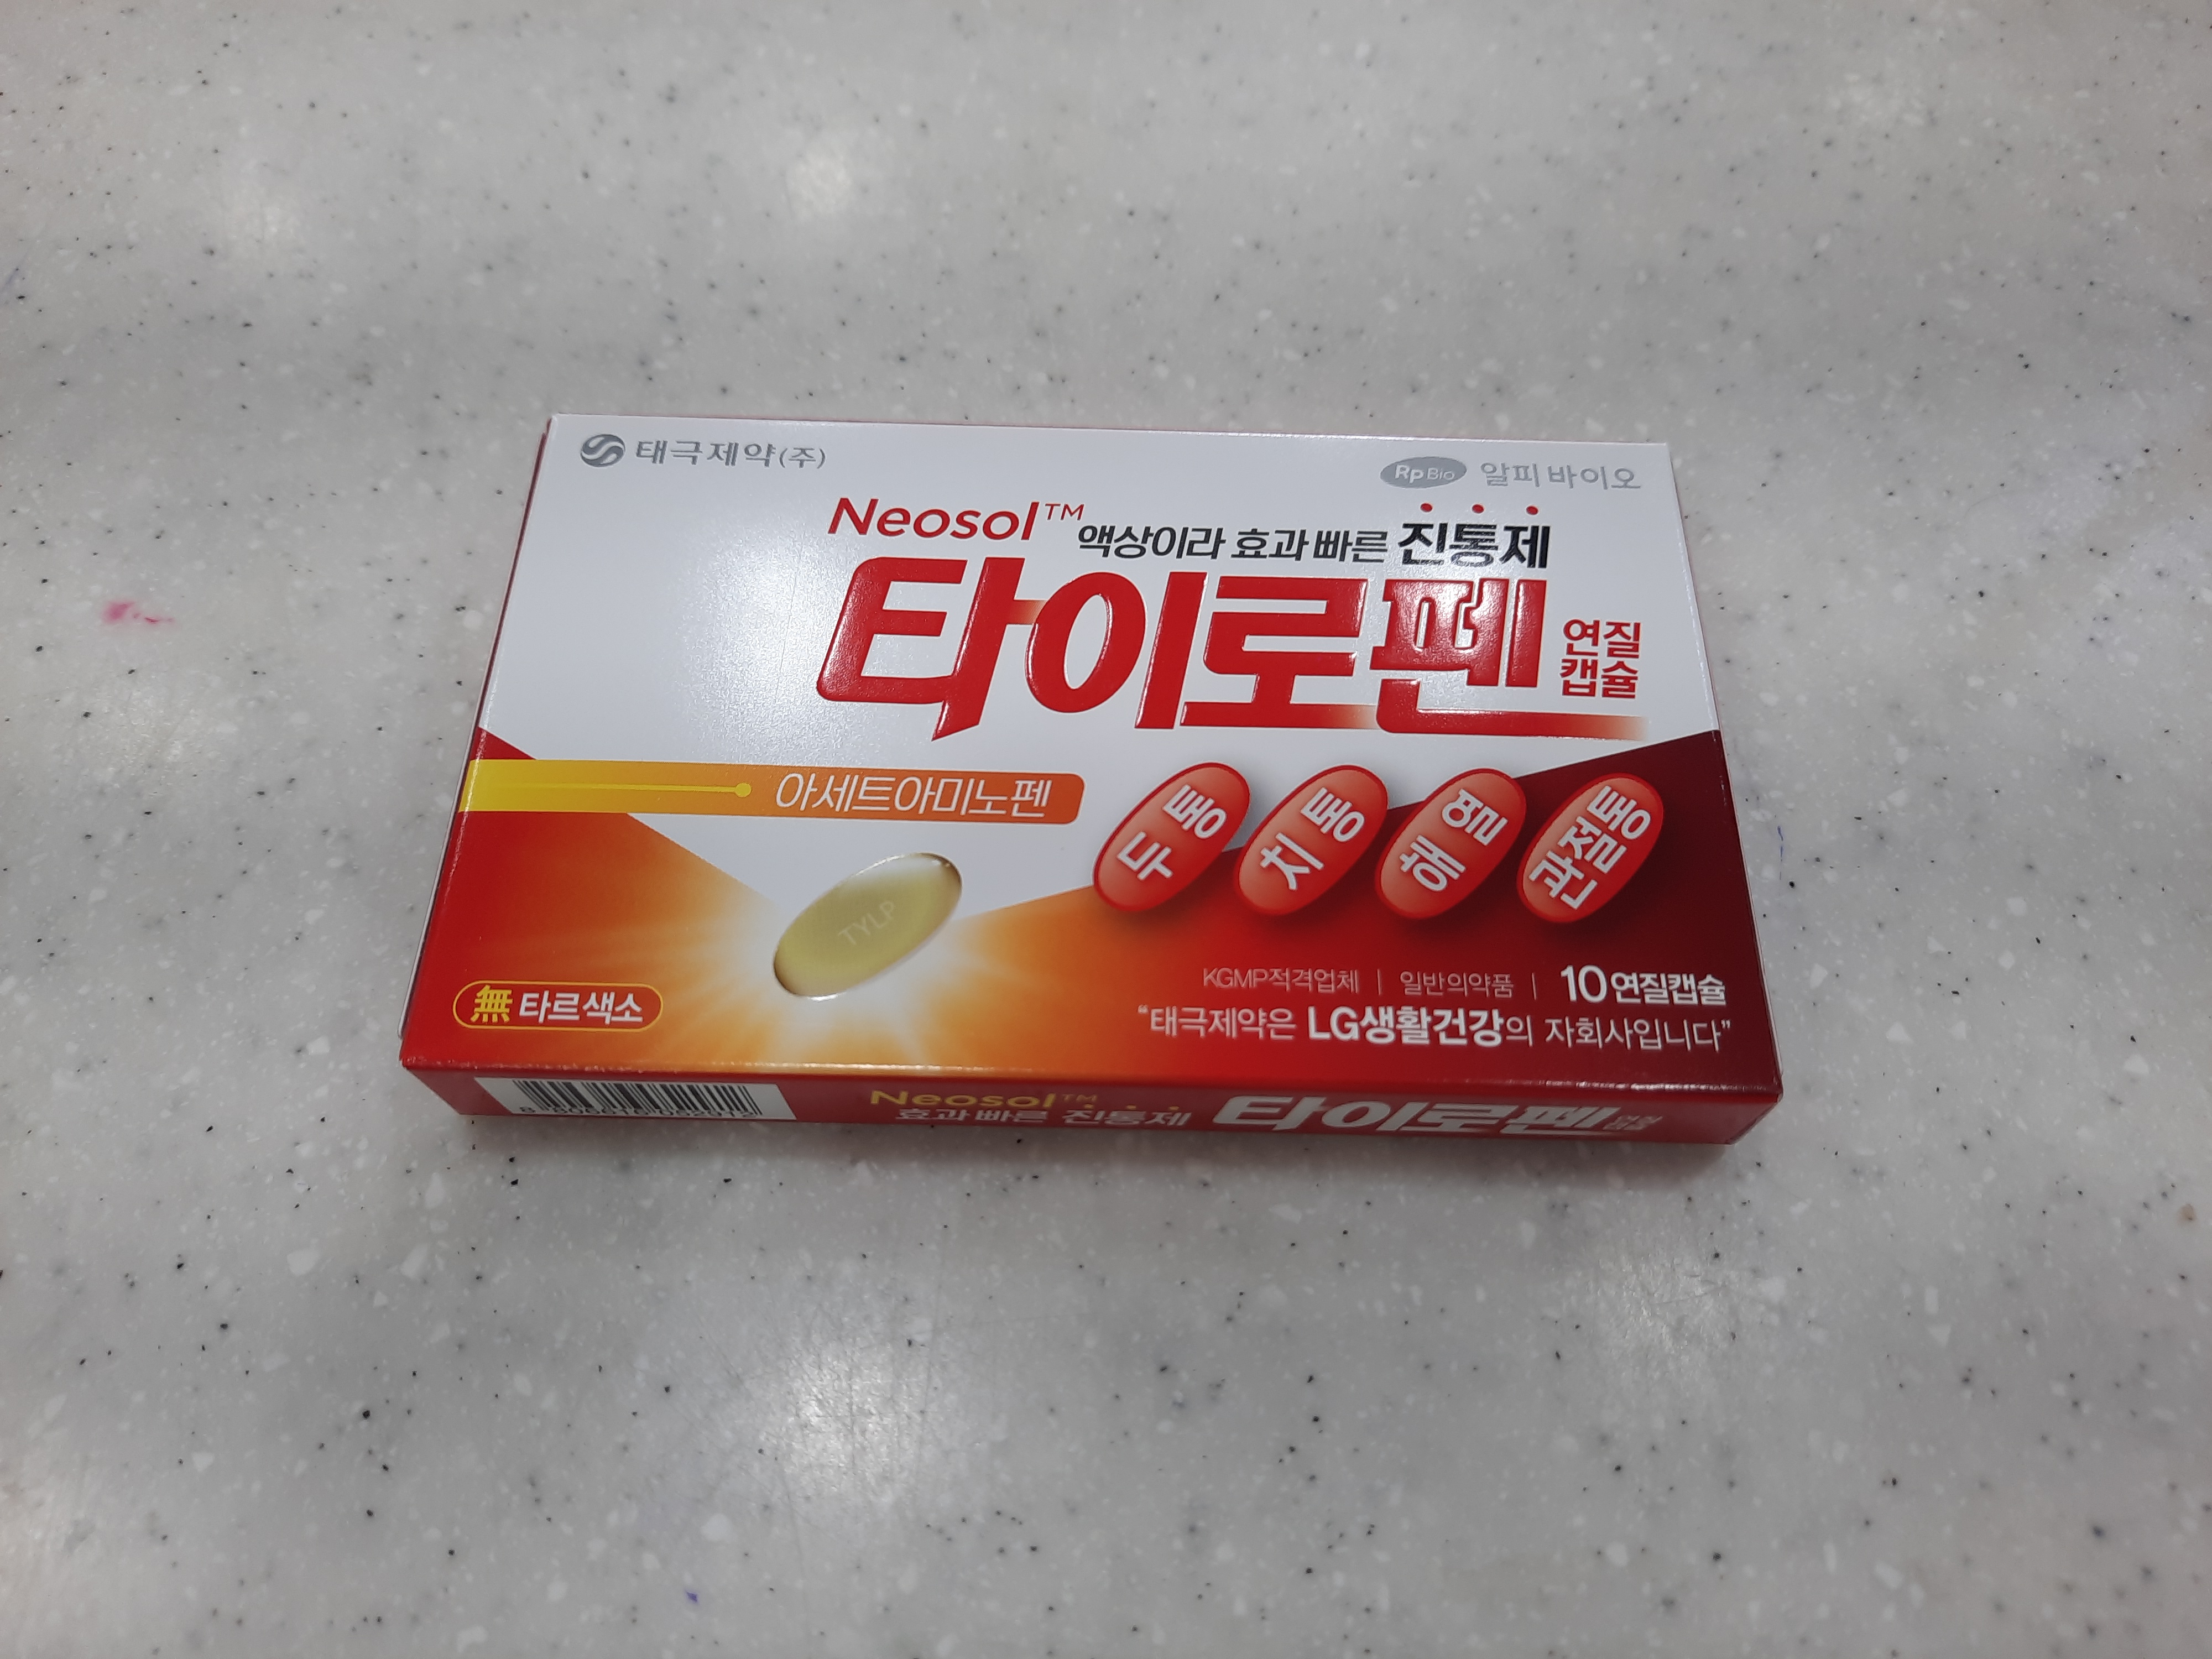 태극제약(주)
RpBio 알피바이오
Neosol™ 액상이라 효과 빠른 진통제
타이로펜 연질캡슐
아세트아미노펜
두통 치통 해열 관절통
TYLP
無 타르색소
KGMP적격업체 | 일반의약품 | 10연질캡슐
“태극제약은 LG생활건강의 자회사입니다”
Neosol™
효과 빠른 진통제 타이로펜 연질캡슐